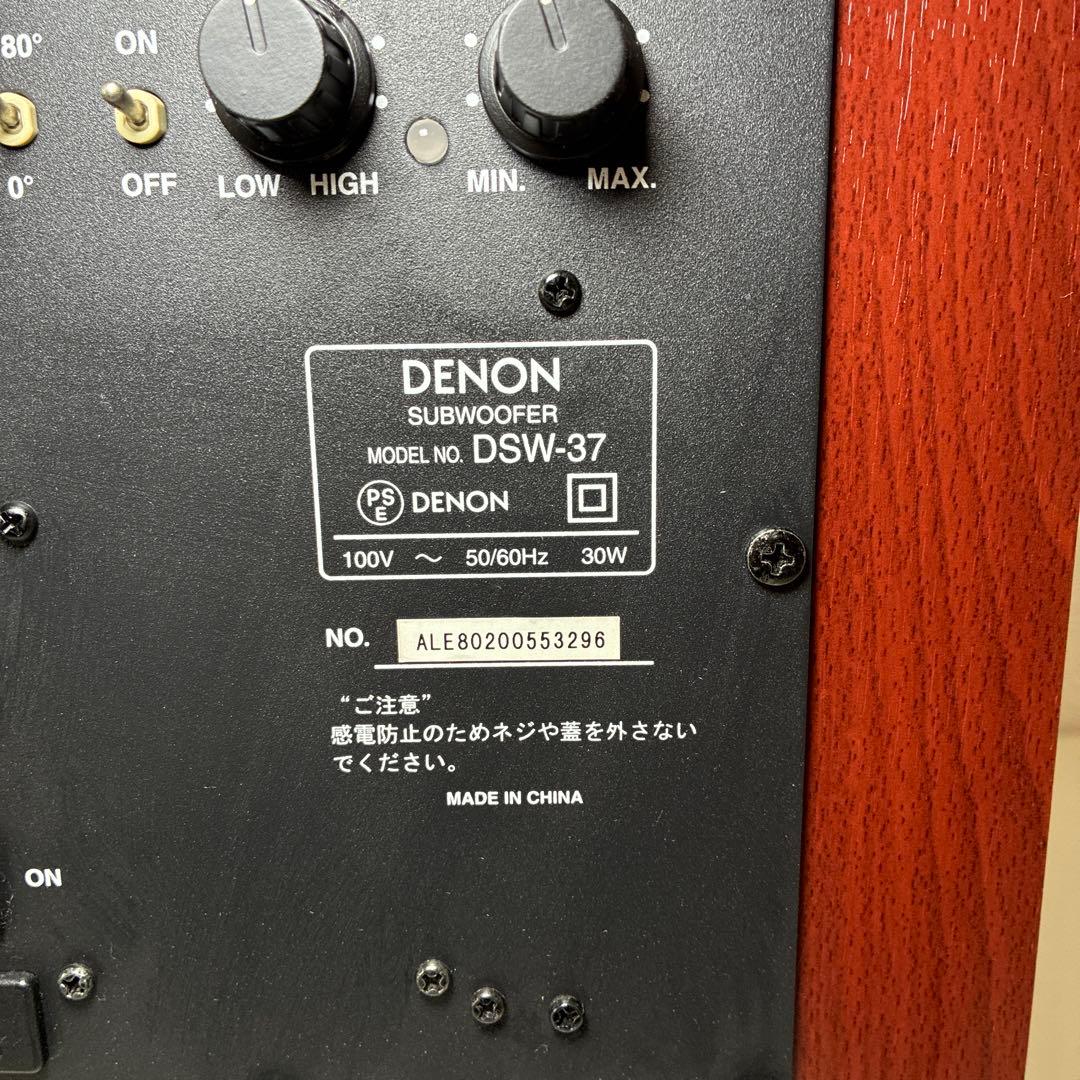 80° ON
0° OFF LOW HIGH MIN. MAX.
DENON
SUBWOOFER
MODEL NO. DSW-37
PSE DENON
100V ～ 50/60Hz 30W
NO. ALE80200553296
“ご注意”
感電防止のためネジや蓋を外さない
でください。
MADE IN CHINA
ON